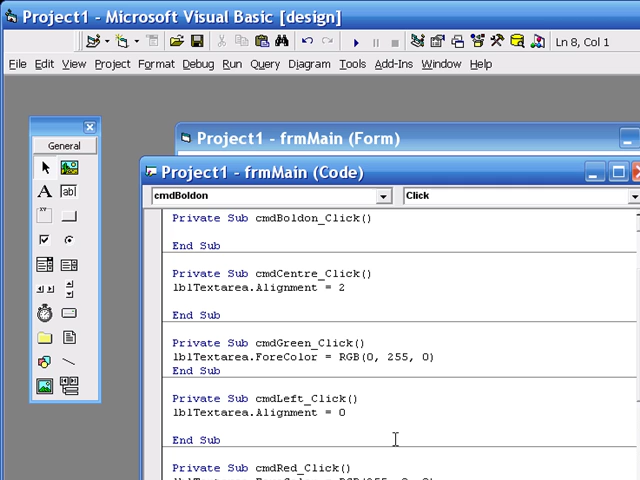 Project1 - Microsoft Visual Basic [design]
Ln 8, Col 1
File Edit View Project Format Debug Run Query Diagram Tools Add-Ins Window Help
General
A ab|
xy
Project1 - frmMain (Form)
Project1 - frmMain (Code)
cmdBoldon Click
Private Sub cmdBoldon_Click()
End Sub
Private Sub cmdCentre_Click()
lblTextarea.Alignment = 2
End Sub
Private Sub cmdGreen_Click()
lblTextarea.ForeColor = RGB(0, 255, 0)
End Sub
Private Sub cmdLeft_Click()
lblTextarea.Alignment = 0
End Sub
Private Sub cmdRed_Click()